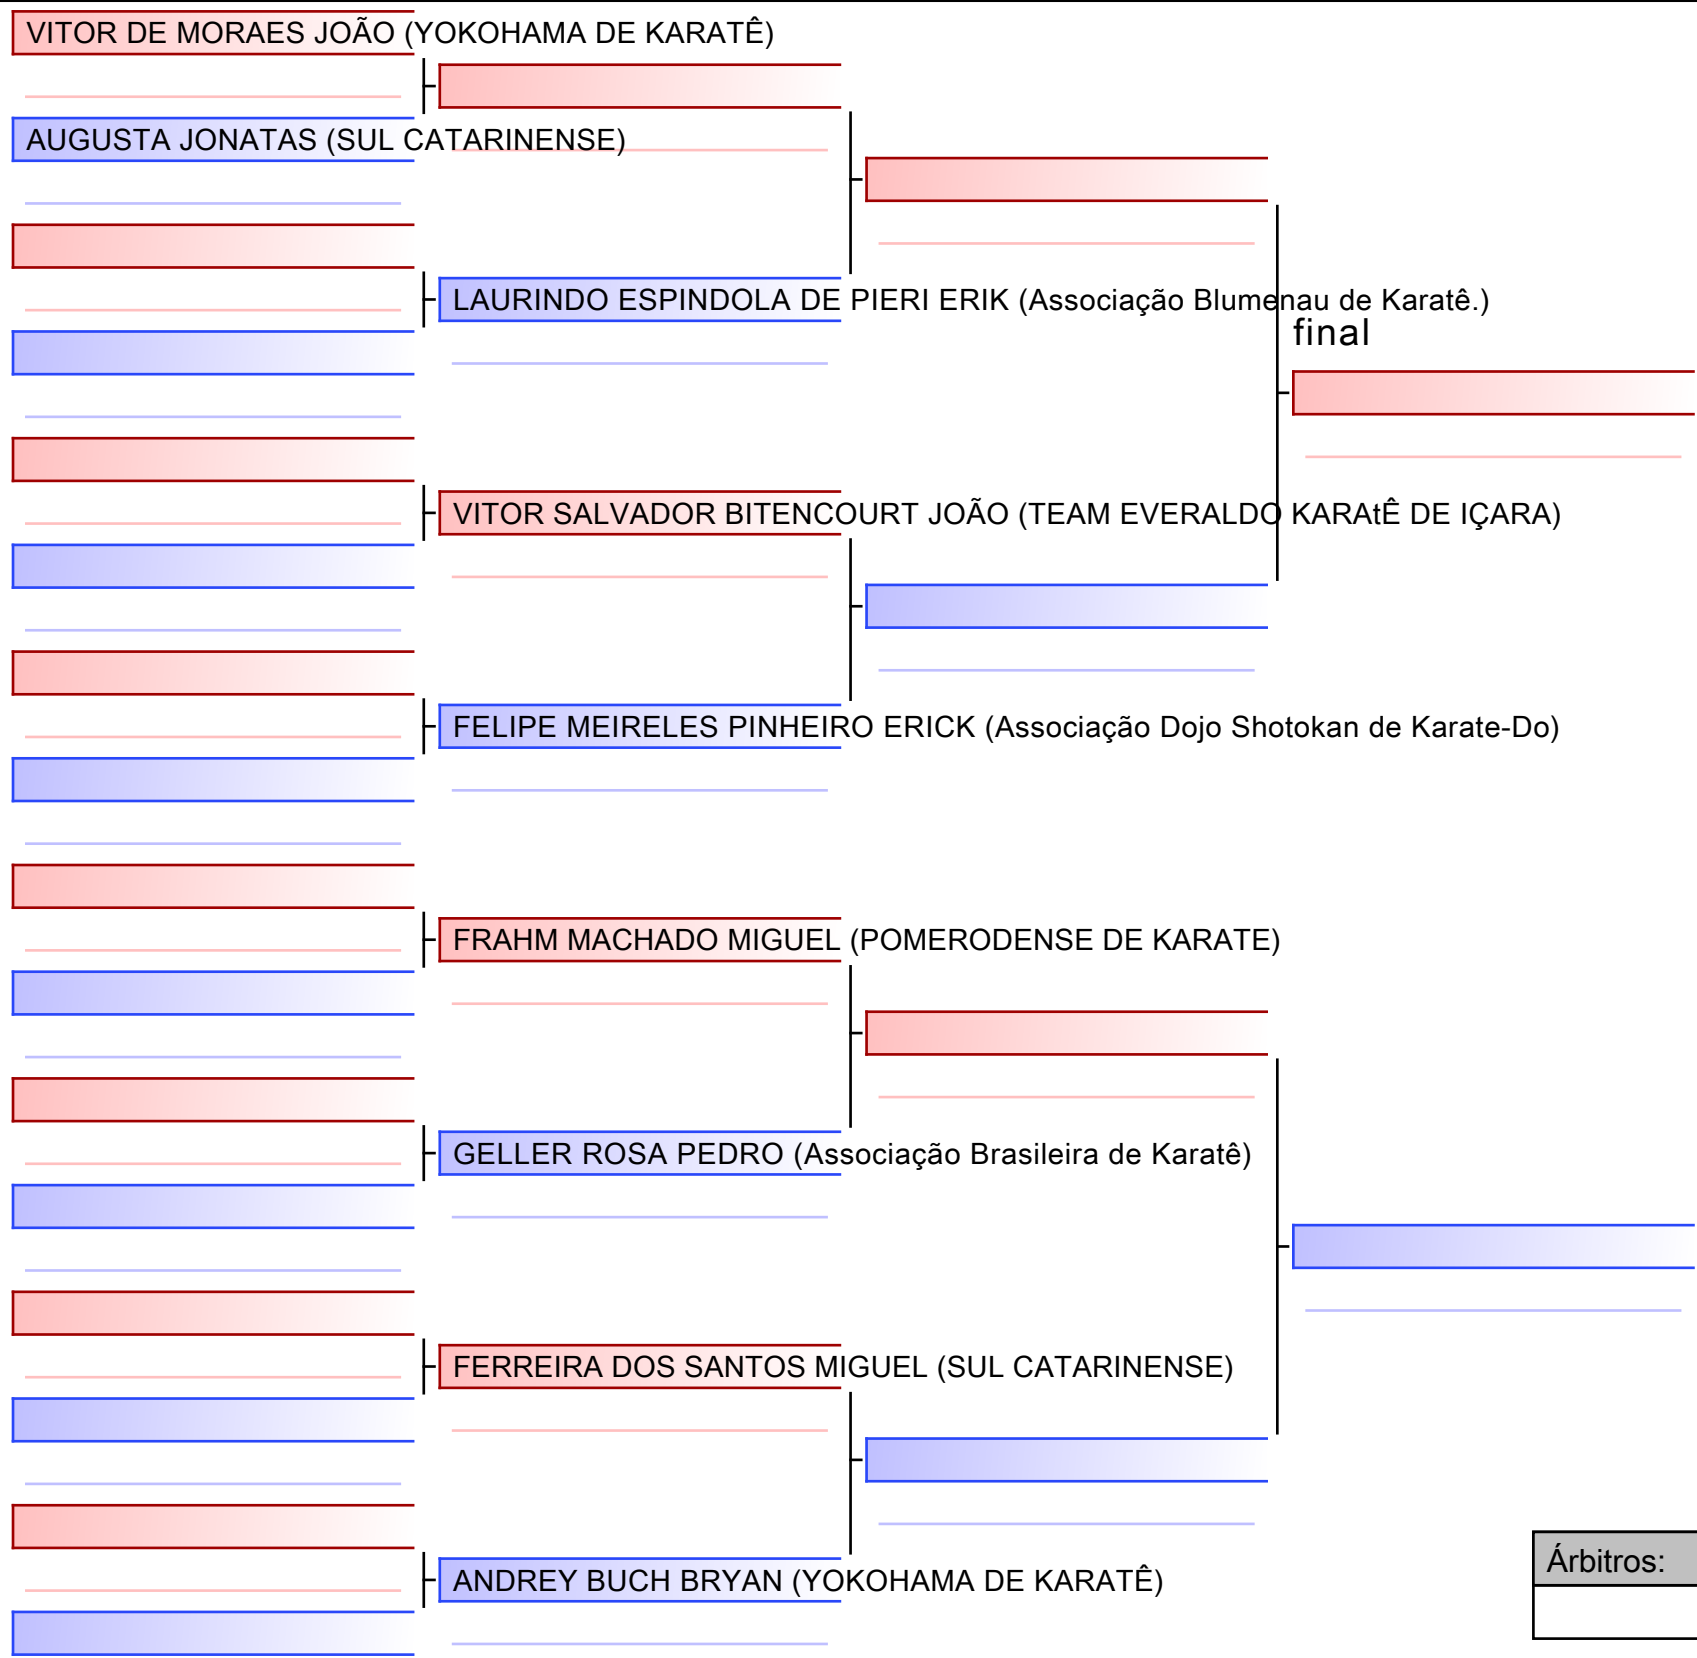 VITOR DE MORAES JOÃO (YOKOHAMA DE KARATÊ)
AUGUSTA JONATAS (SUL CATARINENSE)
LAURINDO ESPINDOLA DE PIERI ERIK (Associação Blumenau de Karatê.)
final
VITOR SALVADOR BITENCOURT JOÃO (TEAM EVERALDO KARAtÊ DE IÇARA)
FELIPE MEIRELES PINHEIRO ERICK (Associação Dojo Shotokan de Karate-Do)
FRAHM MACHADO MIGUEL (POMERODENSE DE KARATE)
GELLER ROSA PEDRO (Associação Brasileira de Karatê)
FERREIRA DOS SANTOS MIGUEL (SUL CATARINENSE)
ANDREY BUCH BRYAN (YOKOHAMA DE KARATÊ)
Árbitros: